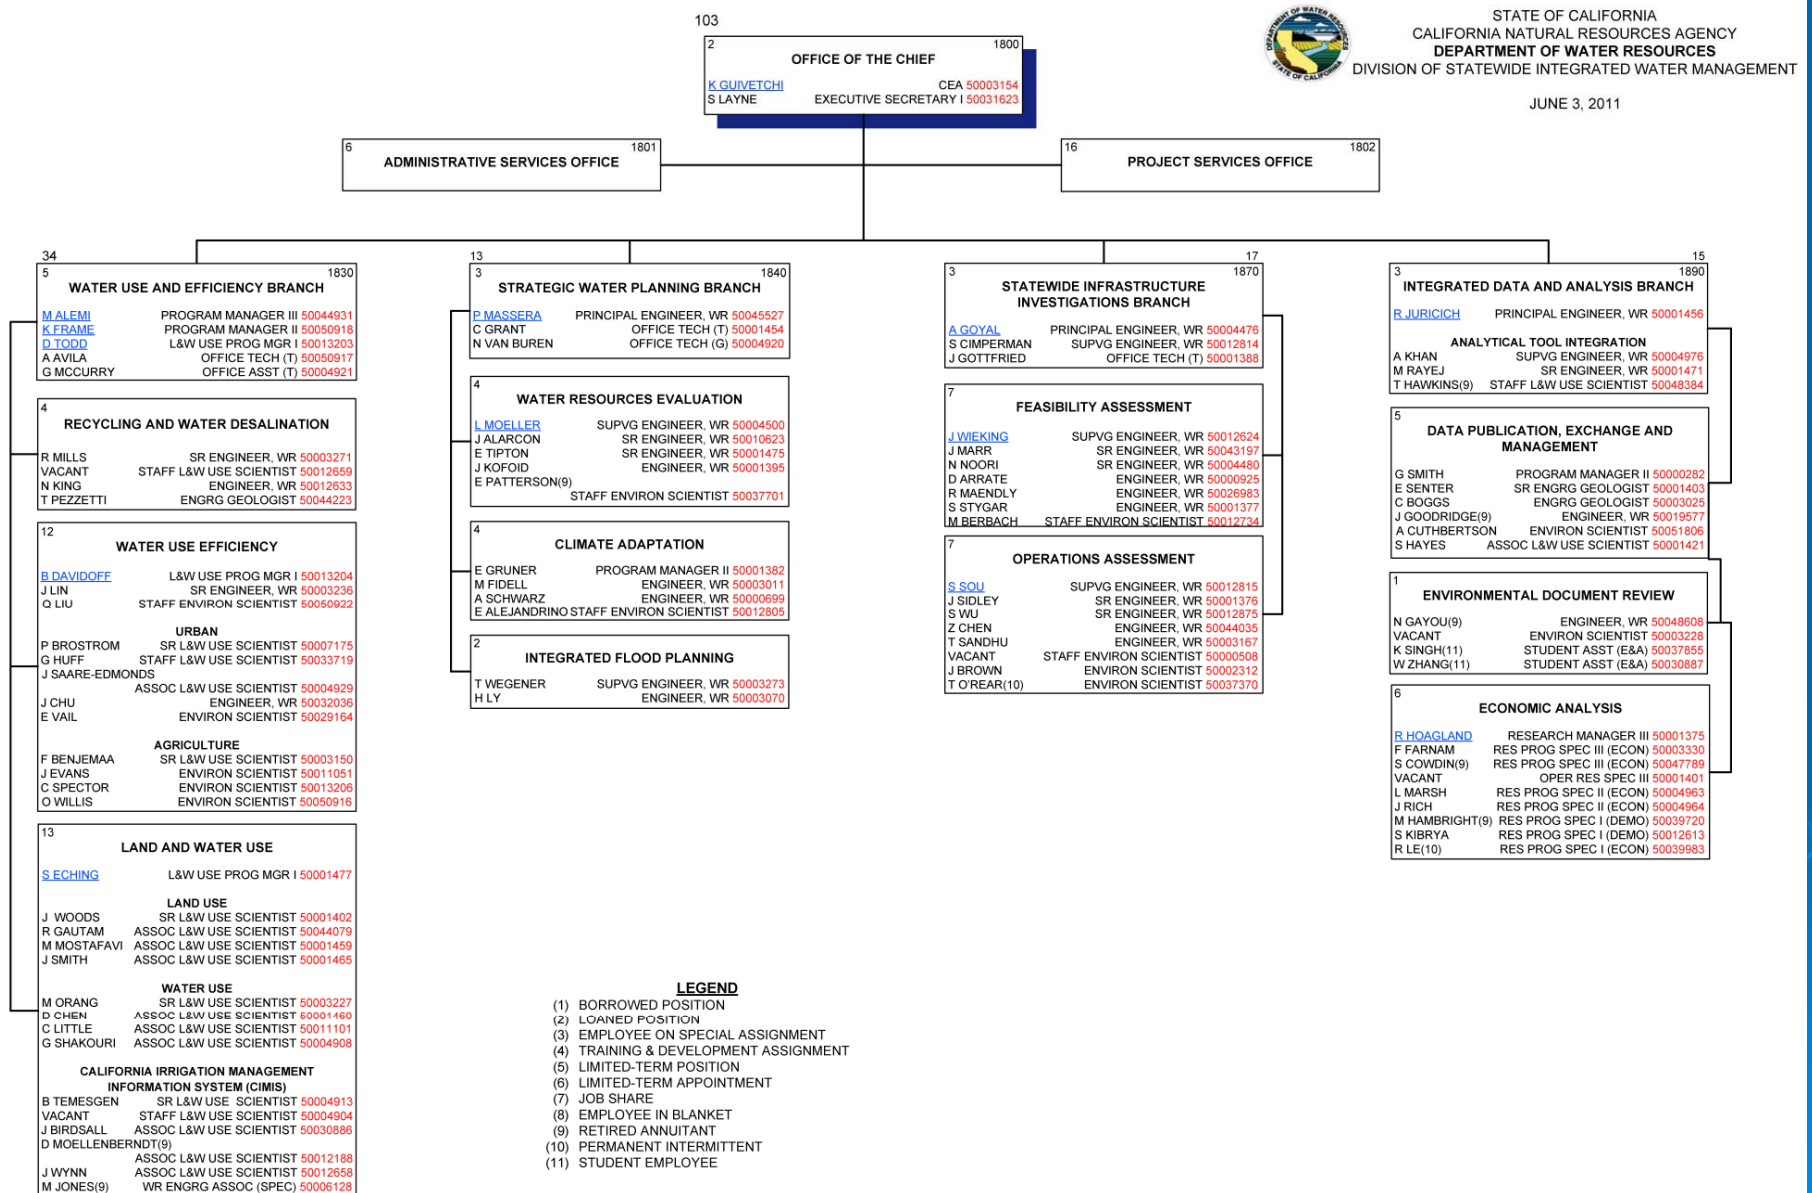 STATE OF CALIFORNIA
CALIFORNIA NATURAL RESOURCES AGENCY
DEPARTMENT OF WATER RESOURCES
DIVISION OF STATEWIDE INTEGRATED WATER MANAGEMENT
JUNE 3, 2011
DEPARTMENT OF WATER RESOURCES
STATE OF CALIFORNIA
103
2 1800
OFFICE OF THE CHIEF
K GUIVETCHI CEA 50003154
S LAYNE EXECUTIVE SECRETARY I 50031623
6 1801
ADMINISTRATIVE SERVICES OFFICE
16 1802
PROJECT SERVICES OFFICE
34
5 1830
WATER USE AND EFFICIENCY BRANCH
M ALEMI PROGRAM MANAGER III 50044931
K FRAME PROGRAM MANAGER II 50050918
D TODD L&W USE PROG MGR I 50013203
A AVILA OFFICE TECH (T) 50050917
G MCCURRY OFFICE ASST (T) 50004921
4
RECYCLING AND WATER DESALINATION
R MILLS SR ENGINEER, WR 50003271
VACANT STAFF L&W USE SCIENTIST 50012659
N KING ENGINEER, WR 50012633
T PEZZETTI ENGRG GEOLOGIST 50044223
12
WATER USE EFFICIENCY
B DAVIDOFF L&W USE PROG MGR I 50013204
J LIN SR ENGINEER, WR 50003236
Q LIU STAFF ENVIRON SCIENTIST 50050922
URBAN
P BROSTROM SR L&W USE SCIENTIST 50007175
G HUFF STAFF L&W USE SCIENTIST 50033719
J SAARE-EDMONDS
ASSOC L&W USE SCIENTIST 50004929
J CHU ENGINEER, WR 50032036
E VAIL ENVIRON SCIENTIST 50029164
AGRICULTURE
F BENJEMAA SR L&W USE SCIENTIST 50003150
J EVANS ENVIRON SCIENTIST 50011051
C SPECTOR ENVIRON SCIENTIST 50013206
O WILLIS ENVIRON SCIENTIST 50050916
13
LAND AND WATER USE
S ECHING L&W USE PROG MGR I 50001477
LAND USE
J WOODS SR L&W USE SCIENTIST 50001402
R GAUTAM ASSOC L&W USE SCIENTIST 50044079
M MOSTAFAVI ASSOC L&W USE SCIENTIST 50001459
J SMITH ASSOC L&W USE SCIENTIST 50001465
WATER USE
M ORANG SR L&W USE SCIENTIST 50003227
D CHEN ASSOC L&W USE SCIENTIST 50001460
C LITTLE ASSOC L&W USE SCIENTIST 50011101
G SHAKOURI ASSOC L&W USE SCIENTIST 50004908
CALIFORNIA IRRIGATION MANAGEMENT
INFORMATION SYSTEM (CIMIS)
B TEMESGEN SR L&W USE SCIENTIST 50004913
VACANT STAFF L&W USE SCIENTIST 50004904
J BIRDSALL ASSOC L&W USE SCIENTIST 50030886
D MOELLENBERNDT(9)
ASSOC L&W USE SCIENTIST 50012188
J WYNN ASSOC L&W USE SCIENTIST 50012658
M JONES(9) WR ENGRG ASSOC (SPEC) 50006128
13
3 1840
STRATEGIC WATER PLANNING BRANCH
P MASSERA PRINCIPAL ENGINEER, WR 50045527
C GRANT OFFICE TECH (T) 50001454
N VAN BUREN OFFICE TECH (G) 50004920
4
WATER RESOURCES EVALUATION
L MOELLER SUPVG ENGINEER, WR 50004500
J ALARCON SR ENGINEER, WR 50010623
E TIPTON SR ENGINEER, WR 50001475
J KOFOID ENGINEER, WR 50001395
E PATTERSON(9)
STAFF ENVIRON SCIENTIST 50037701
4
CLIMATE ADAPTATION
E GRUNER PROGRAM MANAGER II 50001382
M FIDELL ENGINEER, WR 50003011
A SCHWARZ ENGINEER, WR 50000699
E ALEJANDRINO STAFF ENVIRON SCIENTIST 50012805
2
INTEGRATED FLOOD PLANNING
T WEGENER SUPVG ENGINEER, WR 50003273
H LY ENGINEER, WR 50003070
17
3 1870
STATEWIDE INFRASTRUCTURE
INVESTIGATIONS BRANCH
A GOYAL PRINCIPAL ENGINEER, WR 50004476
S CIMPERMAN SUPVG ENGINEER, WR 50012814
J GOTTFRIED OFFICE TECH (T) 50001388
7
FEASIBILITY ASSESSMENT
J WIEKING SUPVG ENGINEER, WR 50012624
J MARR SR ENGINEER, WR 50043197
N NOORI SR ENGINEER, WR 50004480
D ARRATE ENGINEER, WR 50000925
R MAENDLY ENGINEER, WR 50026983
S STYGAR ENGINEER, WR 50001377
M BERBACH STAFF ENVIRON SCIENTIST 50012734
7
OPERATIONS ASSESSMENT
S SOU SUPVG ENGINEER, WR 50012815
J SIDLEY SR ENGINEER, WR 50001376
S WU SR ENGINEER, WR 50012875
Z CHEN ENGINEER, WR 50044035
T SANDHU ENGINEER, WR 50003167
VACANT STAFF ENVIRON SCIENTIST 50000508
J BROWN ENVIRON SCIENTIST 50002312
T O'REAR(10) ENVIRON SCIENTIST 50037370
15
3 1890
INTEGRATED DATA AND ANALYSIS BRANCH
R JURICICH PRINCIPAL ENGINEER, WR 50001456
ANALYTICAL TOOL INTEGRATION
A KHAN SUPVG ENGINEER, WR 50004976
M RAYEJ SR ENGINEER, WR 50001471
T HAWKINS(9) STAFF L&W USE SCIENTIST 50048384
5
DATA PUBLICATION, EXCHANGE AND
MANAGEMENT
G SMITH PROGRAM MANAGER II 50000282
E SENTER SR ENGRG GEOLOGIST 50001403
C BOGGS ENGRG GEOLOGIST 50003025
J GOODRIDGE(9) ENGINEER, WR 50019577
A CUTHBERTSON ENVIRON SCIENTIST 50051806
S HAYES ASSOC L&W USE SCIENTIST 50001421
1
ENVIRONMENTAL DOCUMENT REVIEW
N GAYOU(9) ENGINEER, WR 50048608
VACANT ENVIRON SCIENTIST 50003228
K SINGH(11) STUDENT ASST (E&A) 50037855
W ZHANG(11) STUDENT ASST (E&A) 50030887
6
ECONOMIC ANALYSIS
R HOAGLAND RESEARCH MANAGER III 50001375
F FARNAM RES PROG SPEC III (ECON) 50003330
S COWDIN(9) RES PROG SPEC III (ECON) 50047789
VACANT OPER RES SPEC III 50001401
L MARSH RES PROG SPEC II (ECON) 50004963
J RICH RES PROG SPEC II (ECON) 50004964
M HAMBRIGHT(9) RES PROG SPEC I (DEMO) 50039720
S KIBRYA RES PROG SPEC I (DEMO) 50012613
R LE(10) RES PROG SPEC I (ECON) 50039983
LEGEND
(1) BORROWED POSITION
(2) LOANED POSITION
(3) EMPLOYEE ON SPECIAL ASSIGNMENT
(4) TRAINING & DEVELOPMENT ASSIGNMENT
(5) LIMITED-TERM POSITION
(6) LIMITED-TERM APPOINTMENT
(7) JOB SHARE
(8) EMPLOYEE IN BLANKET
(9) RETIRED ANNUITANT
(10) PERMANENT INTERMITTENT
(11) STUDENT EMPLOYEE